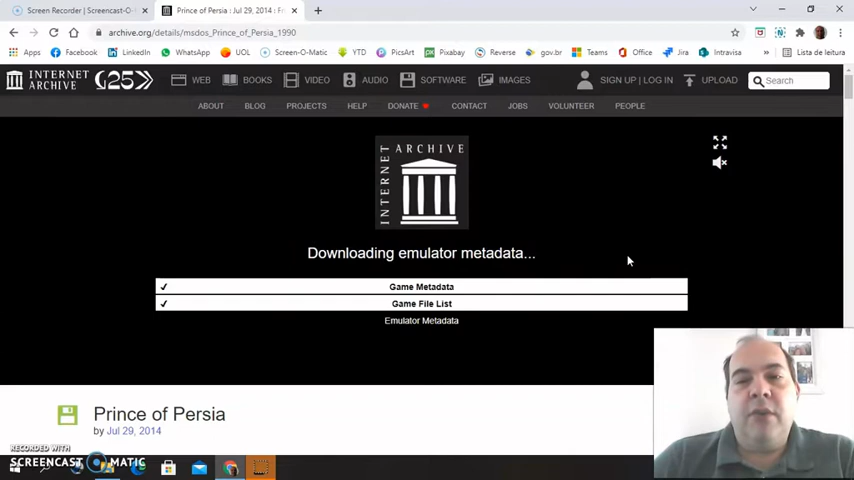 Screen Recorder | Screencast-O-
Prince of Persia : Jul 29, 2014 : Fr
archive.org/details/msdos_Prince_of_Persia_1990
Apps Facebook LinkedIn WhatsApp UOL Screen-O-Matic YTD PicsArt Pixabay Reverse gov.br Teams Office Jira Intravisa Lista de leitura
INTERNET ARCHIVE 25 WEB BOOKS VIDEO AUDIO SOFTWARE IMAGES SIGN UP | LOG IN UPLOAD Search
ABOUT BLOG PROJECTS HELP DONATE CONTACT JOBS VOLUNTEER PEOPLE
INTERNET ARCHIVE
Downloading emulator metadata...
✓ Game Metadata
✓ Game File List
Emulator Metadata
Prince of Persia
by Jul 29, 2014
RECORDED WITH
SCREENCAST MATIC